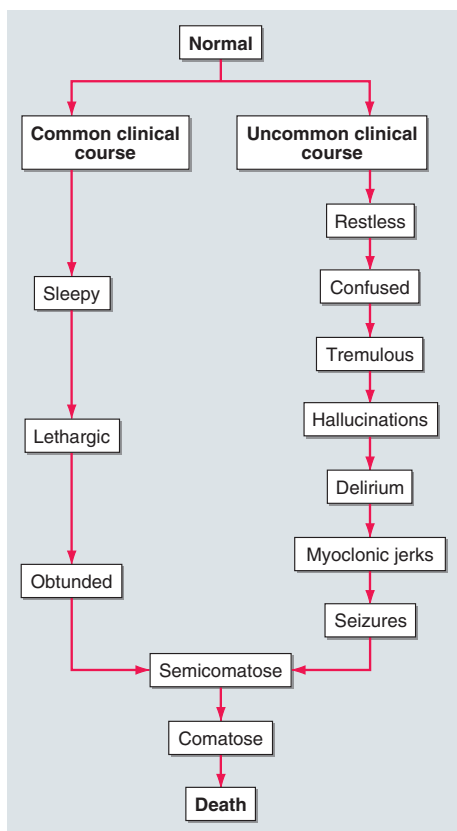 Normal
Common clinical
course
Uncommon clinical
course
Restless
Sleepy
Confused
Tremulous
Lethargic
Hallucinations
Delirium
Myoclonic jerks
Obtunded
Seizures
Semicomatose
Comatose
Death